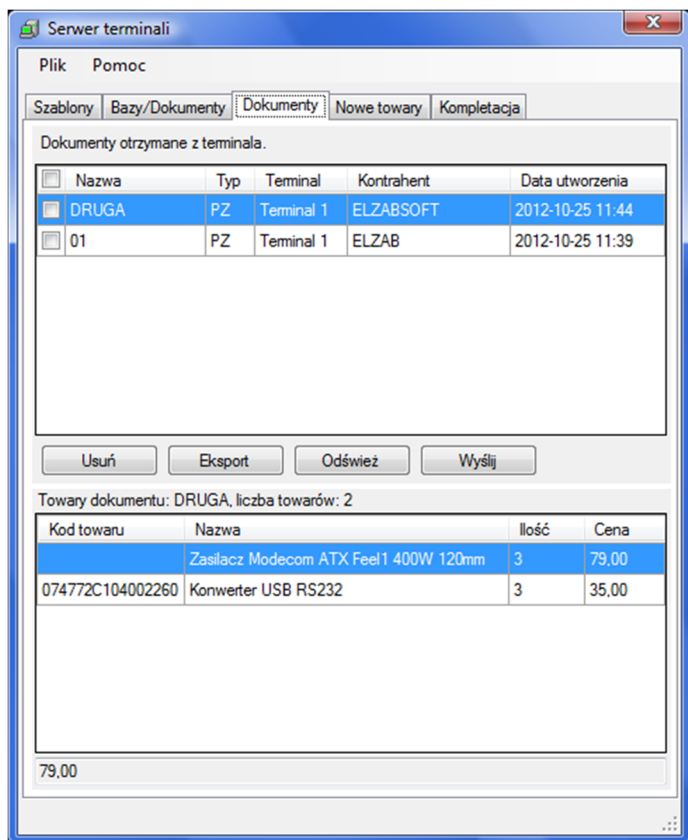 Serwer terminali
Plik Pomoc
Szablony Bazy/Dokumenty Dokumenty Nowe towary Kompletacja
Dokumenty otrzymane z terminala.
Nazwa Typ Terminal Kontrahent Data utworzenia
DRUGA PZ Terminal 1 ELZABSOFT 2012-10-25 11:44
01 PZ Terminal 1 ELZAB 2012-10-25 11:39
Usuń Eksport Odśwież Wyślij
Towary dokumentu: DRUGA, liczba towarów: 2
Kod towaru Nazwa Ilość Cena
Zasilacz Modecom ATX Feel1 400W 120mm 3 79,00
074772C104002260 Konwerter USB RS232 3 35,00
79,00